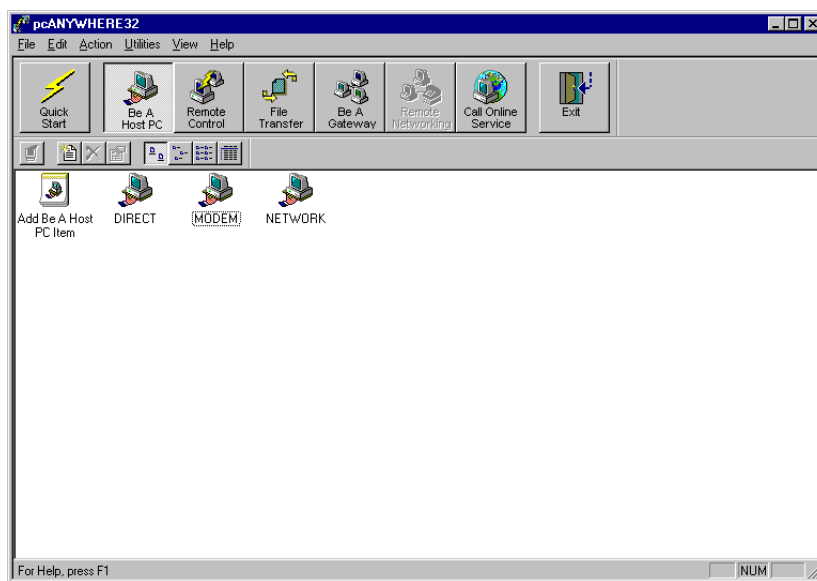 pcANYWHERE32
File Edit Action Utilities View Help
Quick
Start
Be A
Host PC
Remote
Control
File
Transfer
Be A
Gateway
Remote
Networking
Call Online
Service
Exit
Add Be A Host
PC Item
DIRECT
MODEM
NETWORK
For Help, press F1
NUM